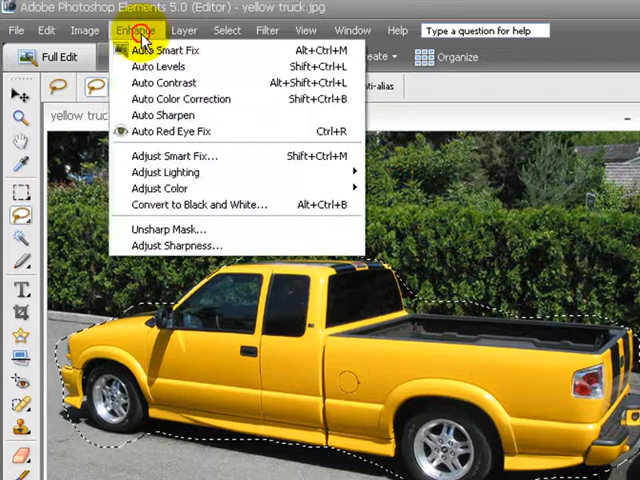 Adobe Photoshop Elements 5.0 (Editor) - yellow truck.jpg
File Edit Image Enhance Layer Select Filter View Window Help Type a question for help
Full Edit Organize
anti-alias
yellow
Auto Smart Fix Alt+Ctrl+M
Auto Levels Shift+Ctrl+L
Auto Contrast Alt+Shift+Ctrl+L
Auto Color Correction Shift+Ctrl+B
Auto Sharpen
Auto Red Eye Fix Ctrl+R
Adjust Smart Fix... Shift+Ctrl+M
Adjust Lighting
Adjust Color
Convert to Black and White... Alt+Ctrl+B
Unsharp Mask...
Adjust Sharpness...